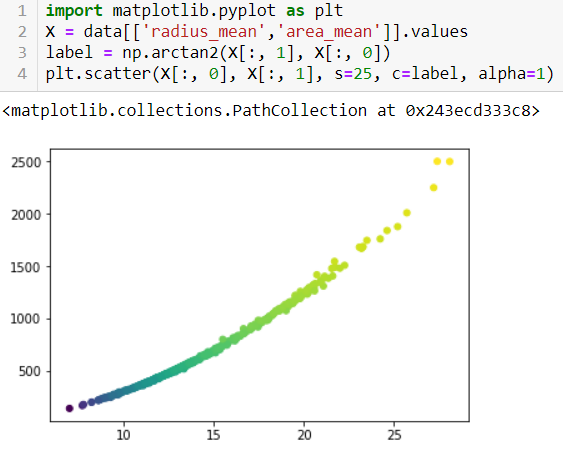 1 import matplotlib.pyplot as plt
2 X = data[['radius_mean','area_mean']].values
3 label = np.arctan2(X[:, 1], X[:, 0])
4 plt.scatter(X[:, 0], X[:, 1], s=25, c=label, alpha=1)
<matplotlib.collections.PathCollection at 0x243ecd333c8>
2500
2000
1500
1000
500
10 15 20 25